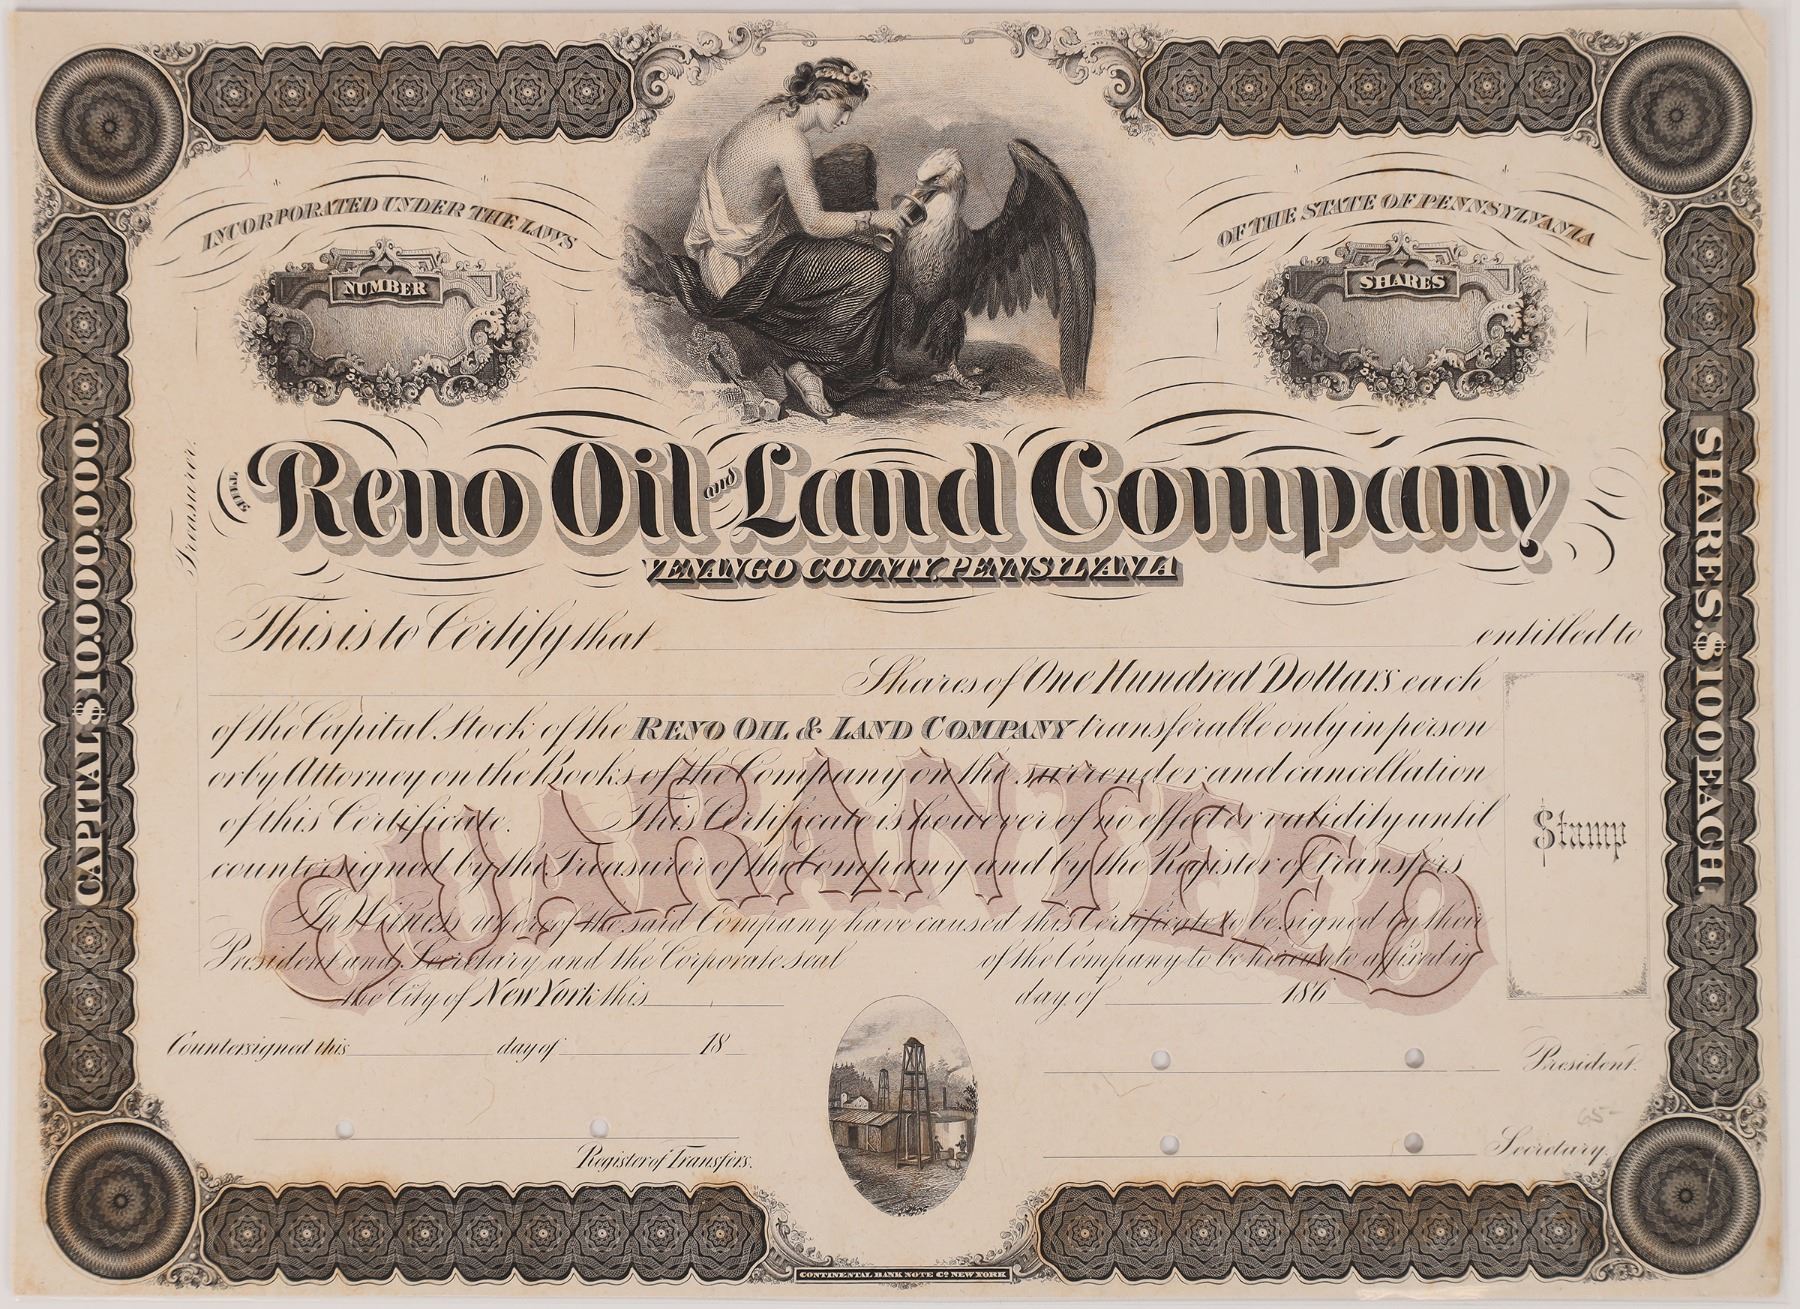 INCORPORATED UNDER THE LAWS
OF THE STATE OF PENNSYLVANIA
NUMBER
SHARES
THE Reno Oil and Land Company
VENANGO COUNTY PENNSYLVANIA
Treasurer.
CAPITAL $10.000.000.
SHARES. $100 EACH.
This is to Certify that entitled to
Shares of One Hundred Dollars each
of the Capital Stock of the RENO OIL & LAND COMPANY transferable only in person
or by Attorney on the Books of the Company on the surrender and cancellation
of this Certificate. This Certificate is however of no effect or validity until
countersigned by the Treasurer of the Company and by the Register of transfers
In Witness whereof the said Company have caused this Certificate to be signed by their
President and Secretary and the Corporate seal of the Company to be hereunto affixed in
the City of New York this day of 186
GUARANTEED
Stamp
Countersigned this day of 18
President.
65-
Register of Transfers.
Secretary.
CONTINENTAL BANK NOTE CO NEW YORK